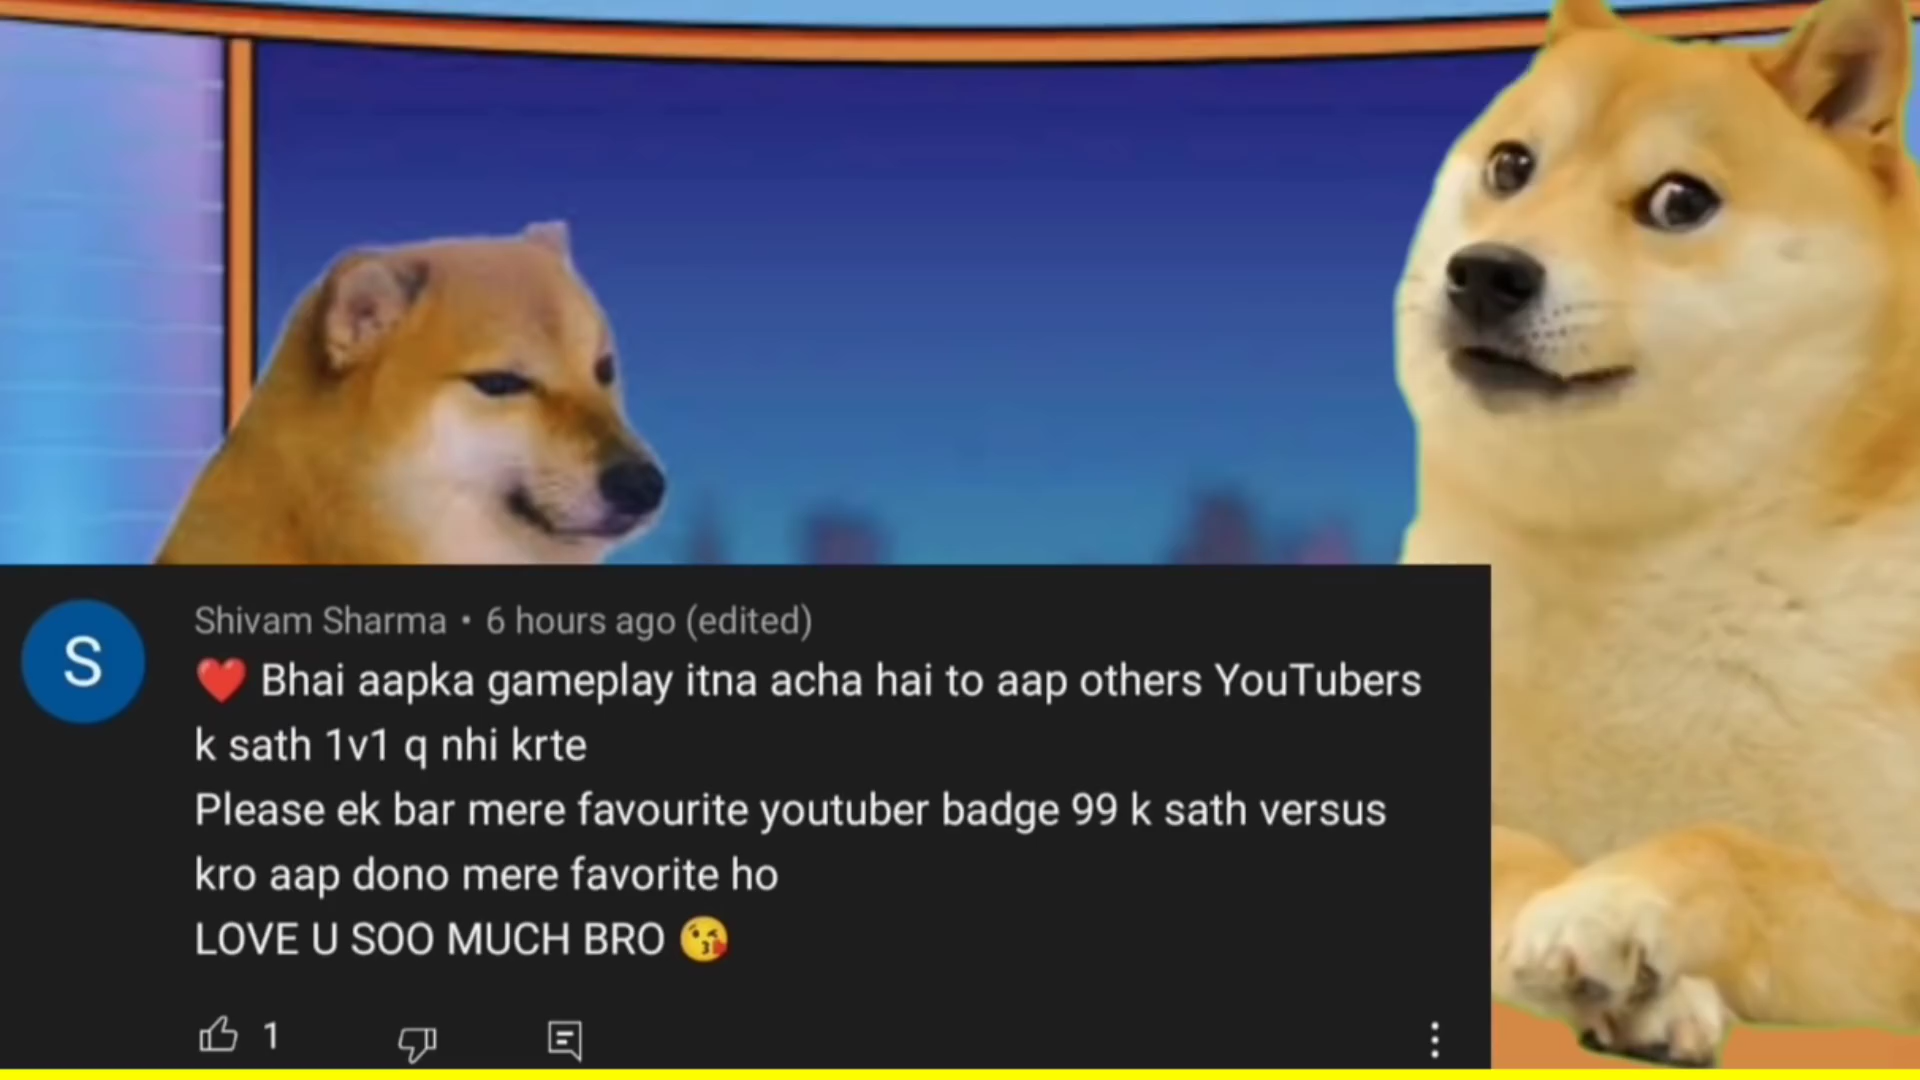 S
Shivam Sharma • 6 hours ago (edited)
❤️ Bhai aapka gameplay itna acha hai to aap others YouTubers
k sath 1v1 q nhi krte
Please ek bar mere favourite youtuber badge 99 k sath versus
kro aap dono mere favorite ho
LOVE U SOO MUCH BRO 😘
1